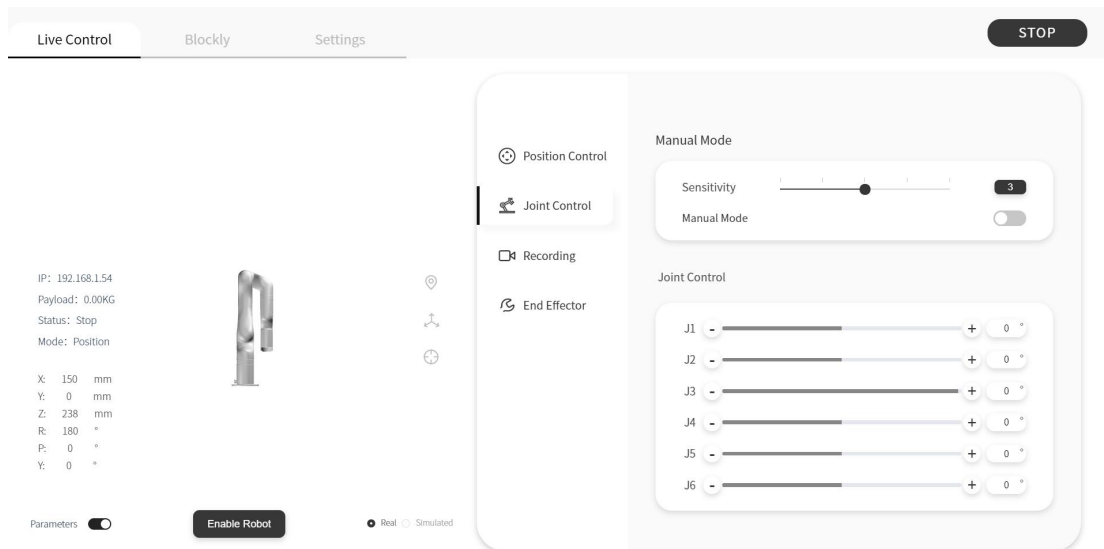 Live Control
Blockly
Settings
STOP
IP: 192.168.1.54
Payload: 0.00KG
Status: Stop
Mode: Position
X: 150 mm
Y: 0 mm
Z: 238 mm
R: 180 °
P: 0 °
Y: 0 °
Parameters
Enable Robot
Real
Simulated
Position Control
Joint Control
Recording
End Effector
Manual Mode
Sensitivity 3
Manual Mode
Joint Control
J1 - + 0 °
J2 - + 0 °
J3 - + 0 °
J4 - + 0 °
J5 - + 0 °
J6 - + 0 °